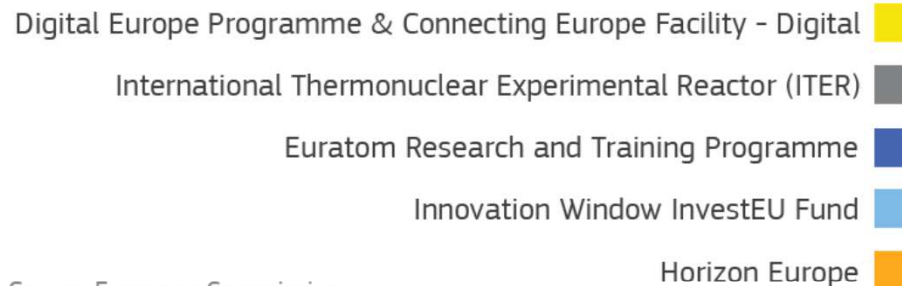 Digital Europe Programme & Connecting Europe Facility - Digital
International Thermonuclear Experimental Reactor (ITER)
Euratom Research and Training Programme
Innovation Window InvestEU Fund
Horizon Europe